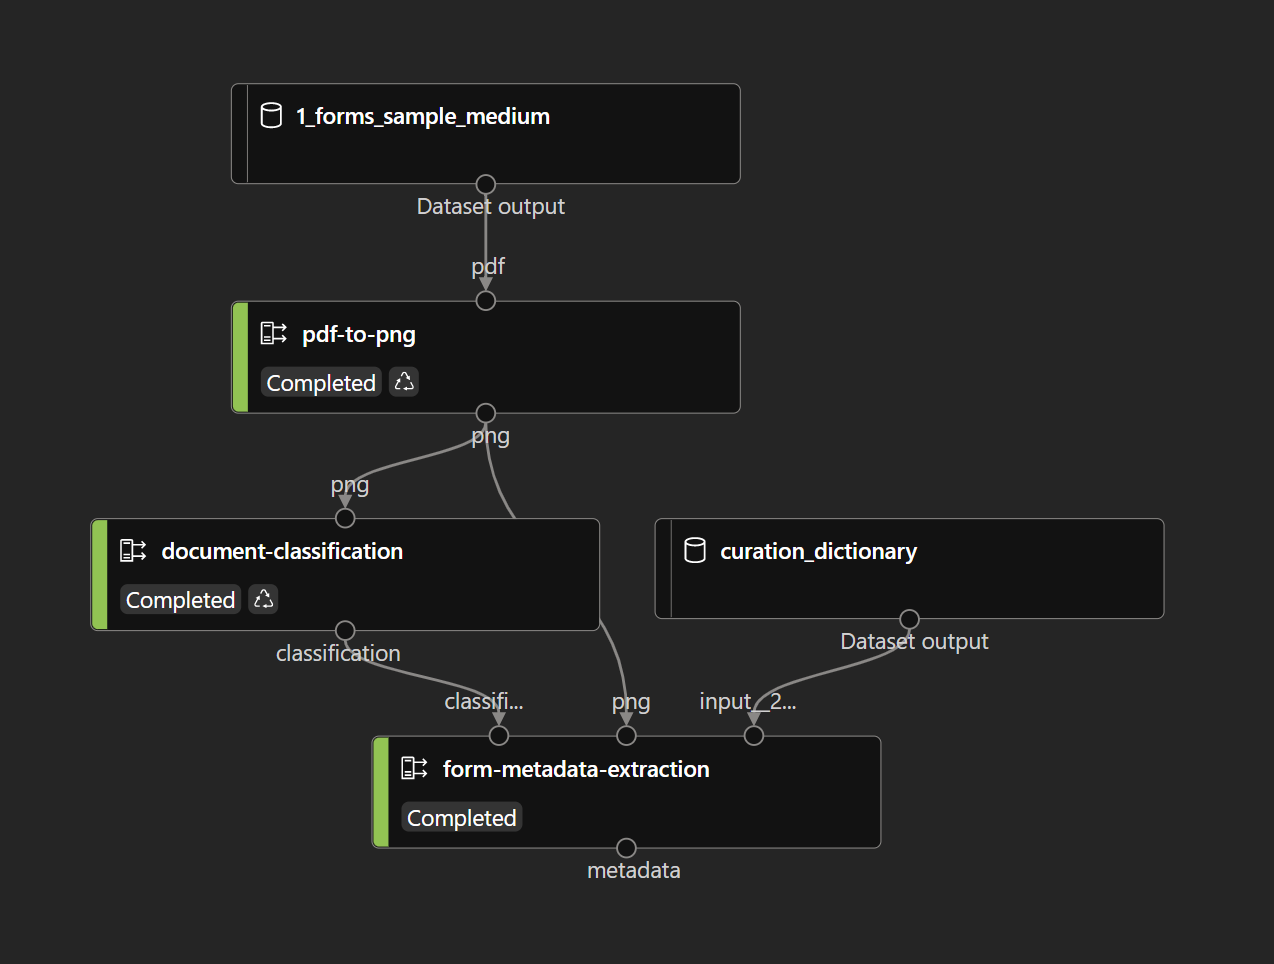 1_forms_sample_medium
Dataset output
pdf
pdf-to-png
Completed
png
png
document-classification
Completed
classification
curation_dictionary
Dataset output
classifi...
png
input__2...
form-metadata-extraction
Completed
metadata